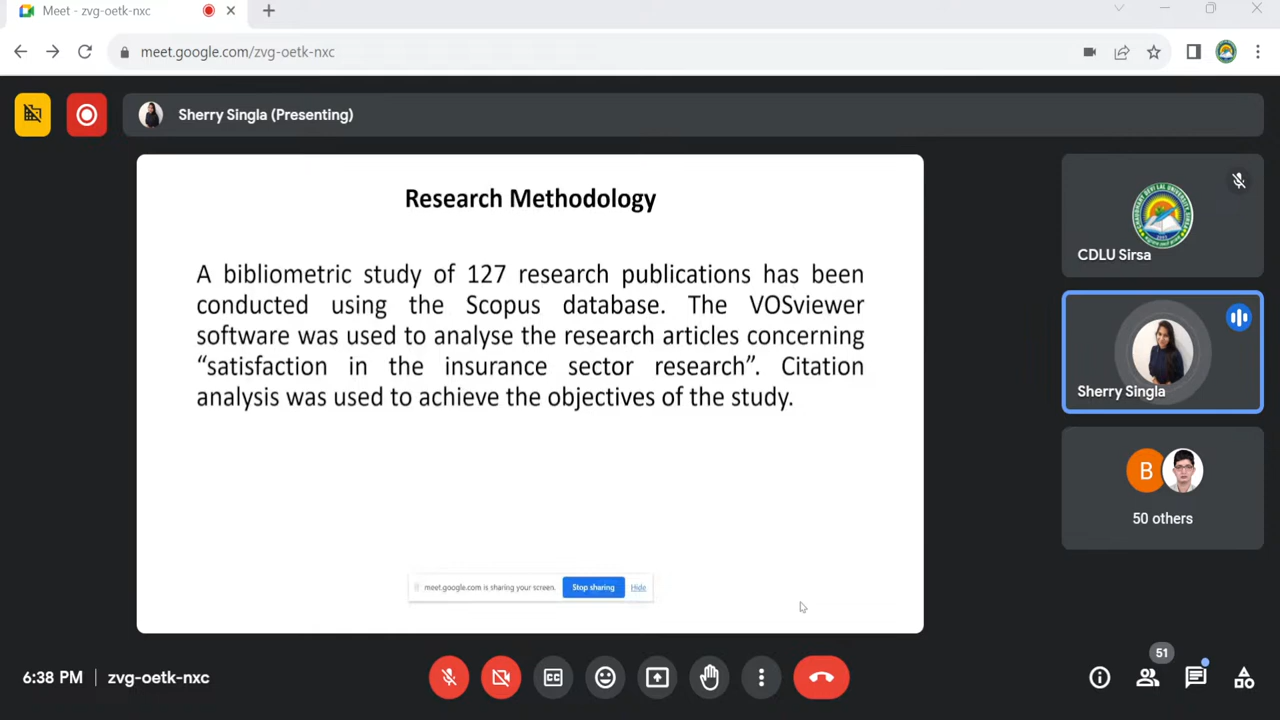 Meet - zvg-oetk-nxc
meet.google.com/zvg-oetk-nxc
Sherry Singla (Presenting)
Research Methodology
A bibliometric study of 127 research publications has been
conducted using the Scopus database. The VOSviewer
software was used to analyse the research articles concerning
“satisfaction in the insurance sector research”. Citation
analysis was used to achieve the objectives of the study.
meet.google.com is sharing your screen.
Stop sharing
Hide
CDLU Sirsa
Sherry Singla
B
50 others
6:38 PM
zvg-oetk-nxc
CC
51